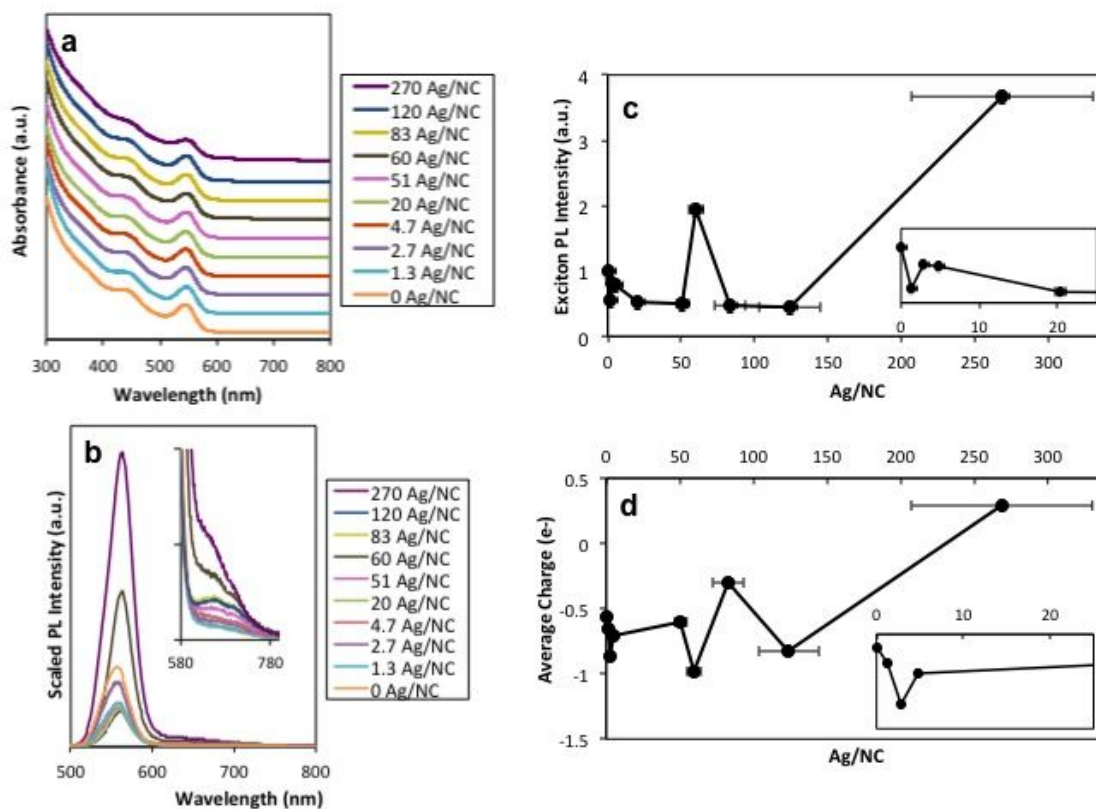 a
Absorbance (a.u.)
270 Ag/NC
120 Ag/NC
83 Ag/NC
60 Ag/NC
51 Ag/NC
20 Ag/NC
4.7 Ag/NC
2.7 Ag/NC
1.3 Ag/NC
0 Ag/NC
300 400 500 600 700 800
Wavelength (nm)
b
Scaled PL Intensity (a.u.)
580 780
270 Ag/NC
120 Ag/NC
83 Ag/NC
60 Ag/NC
51 Ag/NC
20 Ag/NC
4.7 Ag/NC
2.7 Ag/NC
1.3 Ag/NC
0 Ag/NC
500 600 700 800
Wavelength (nm)
c
Exciton PL Intensity (a.u.)
4
3
2
1
0
0 10 20
0 50 100 150 200 250 300
Ag/NC
0 50 100 150 200 250 300
d
Average Charge (e-)
0.5
0
-0.5
-1
-1.5
0 10 20
Ag/NC